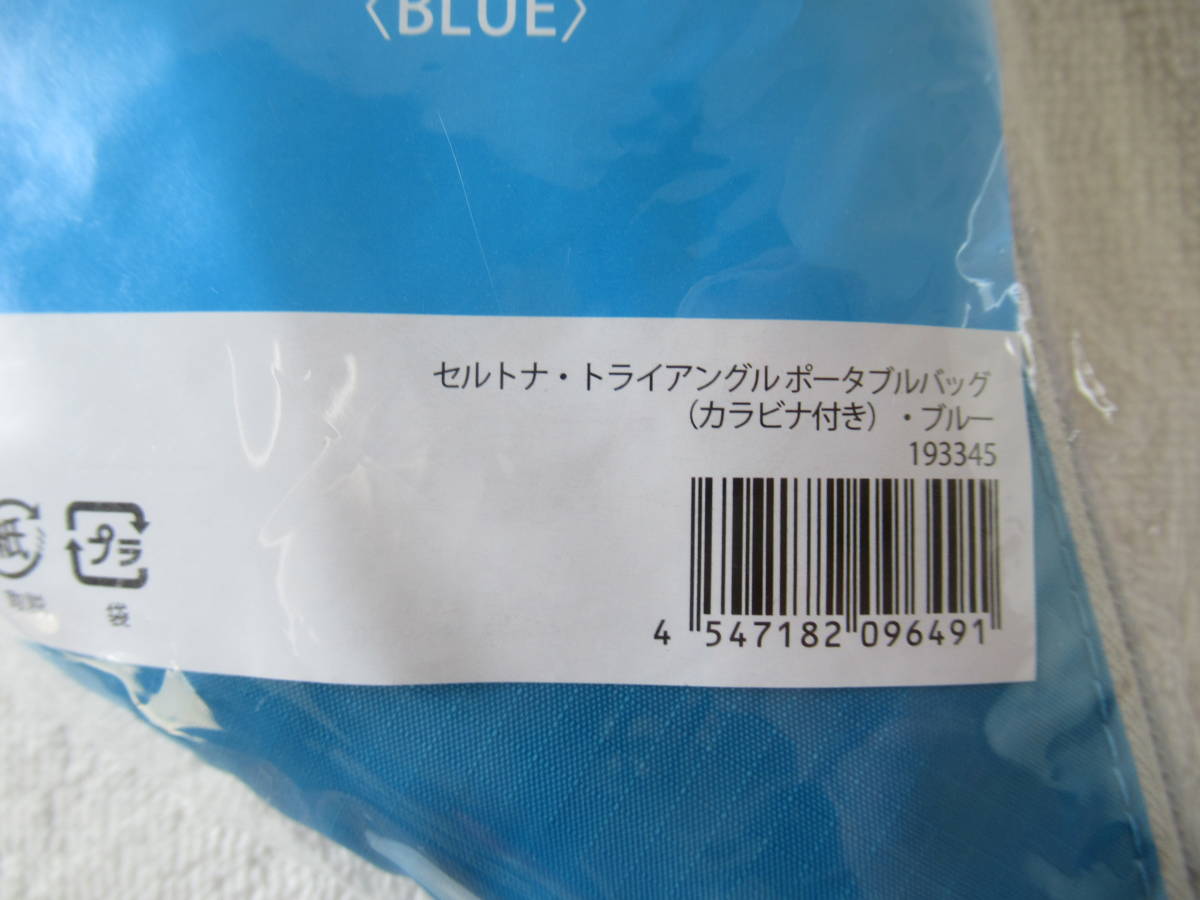 〈BLUE〉
セルトナ・トライアングルポータブルバッグ
（カラビナ付き）・ブルー
193345
プラ
袋
4 547182 096491